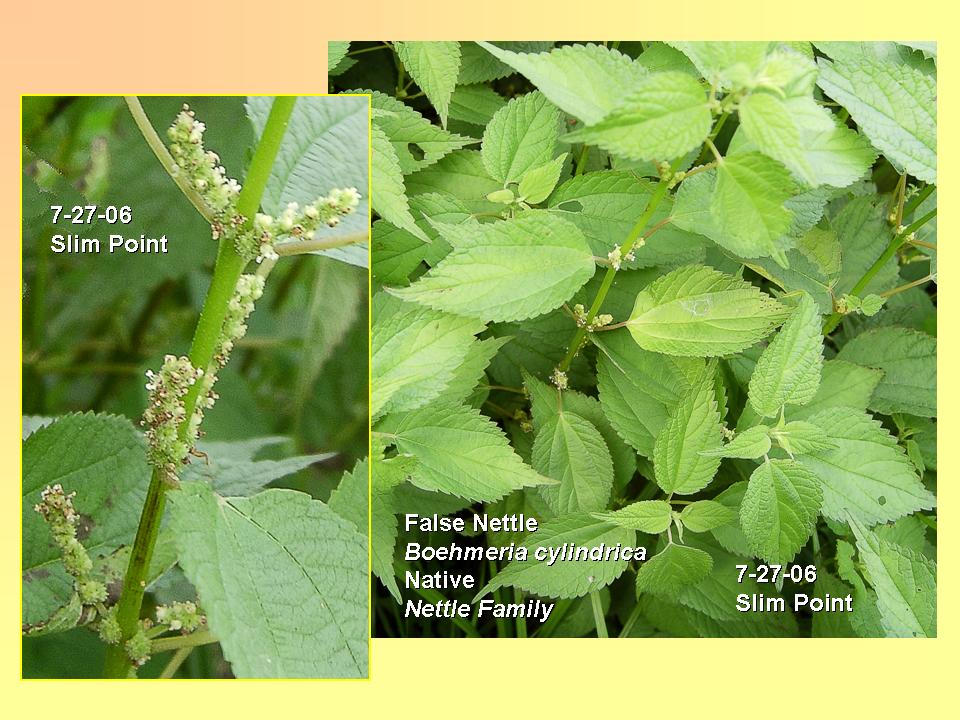 7-27-06
Slim Point
False Nettle
Boehmeria cylindrica
Native
Nettle Family
7-27-06
Slim Point